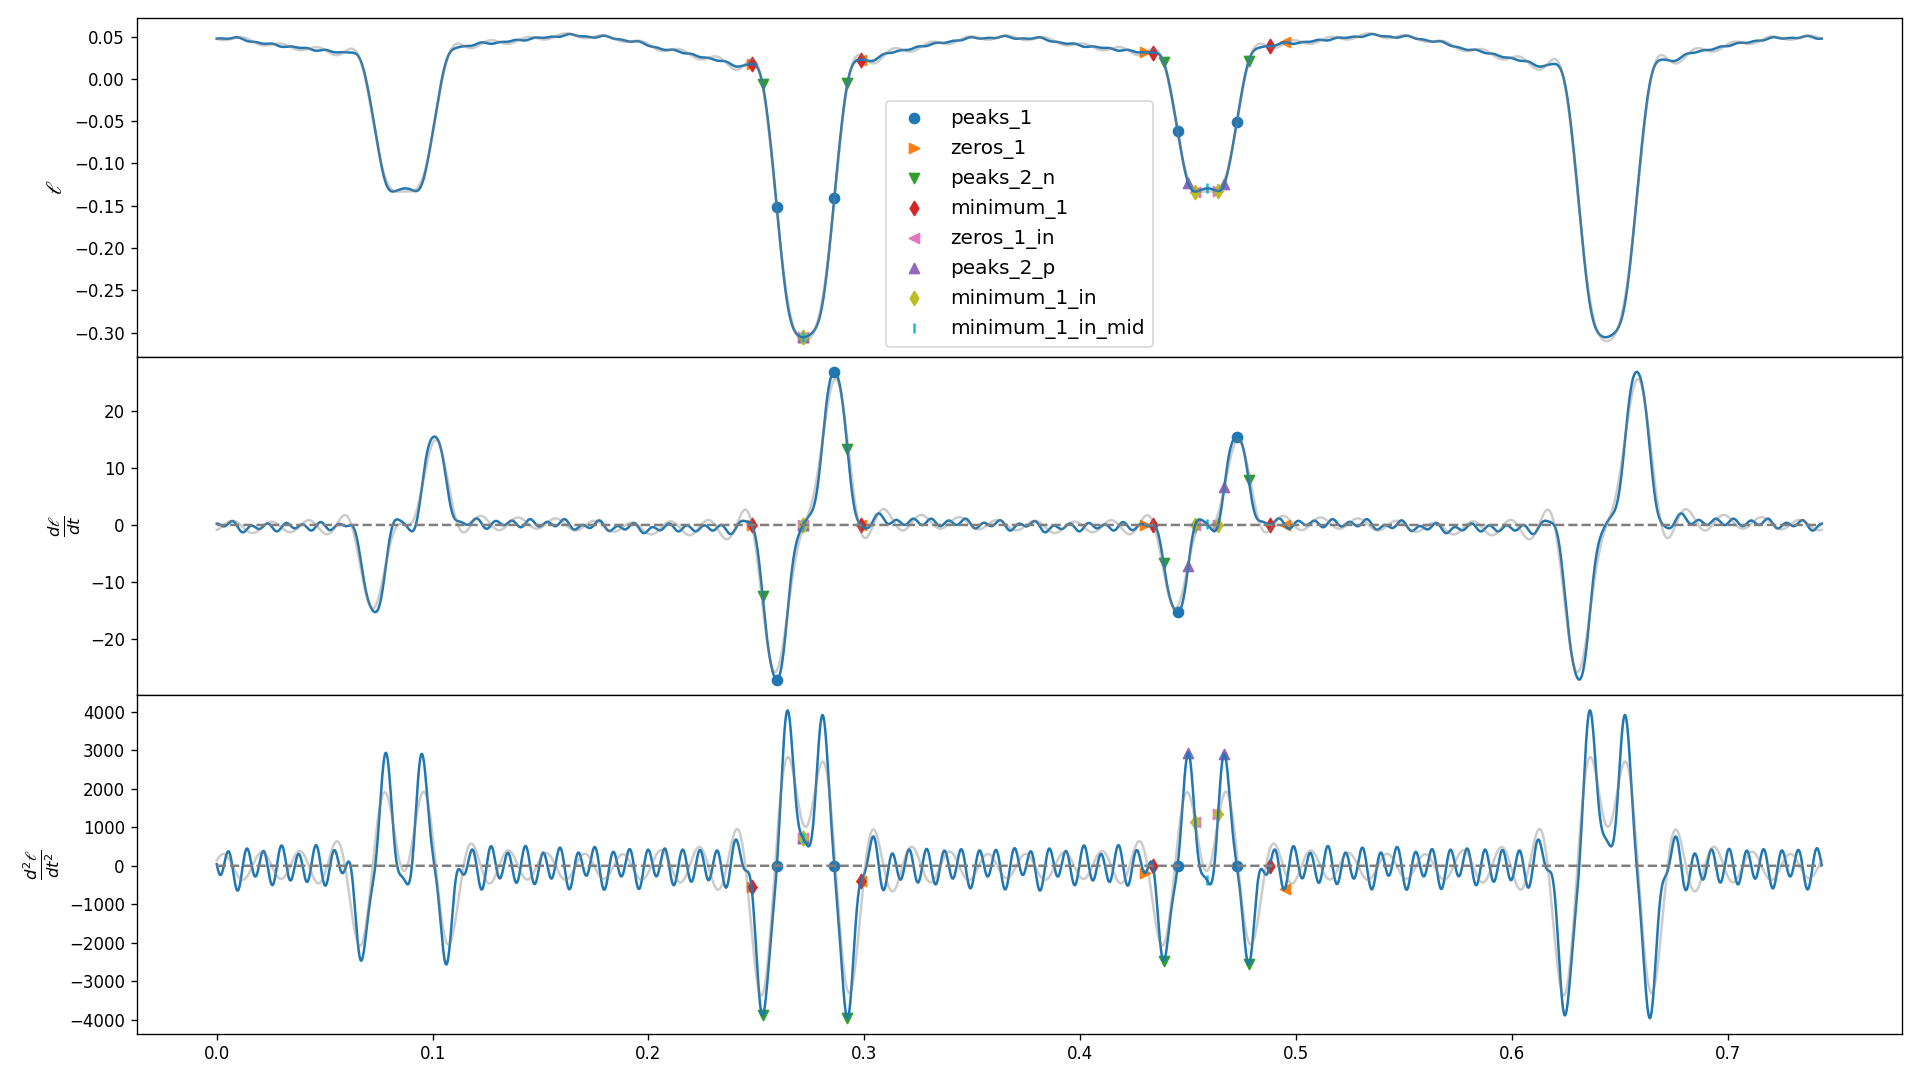 0.05
0.00
−0.05
−0.10
−0.15
−0.20
−0.25
−0.30
ℓ
peaks_1
zeros_1
peaks_2_n
minimum_1
zeros_1_in
peaks_2_p
minimum_1_in
minimum_1_in_mid
20
10
0
−10
−20
dℓ/dt
4000
3000
2000
1000
0
−1000
−2000
−3000
−4000
d²ℓ/dt²
0.0 0.1 0.2 0.3 0.4 0.5 0.6 0.7